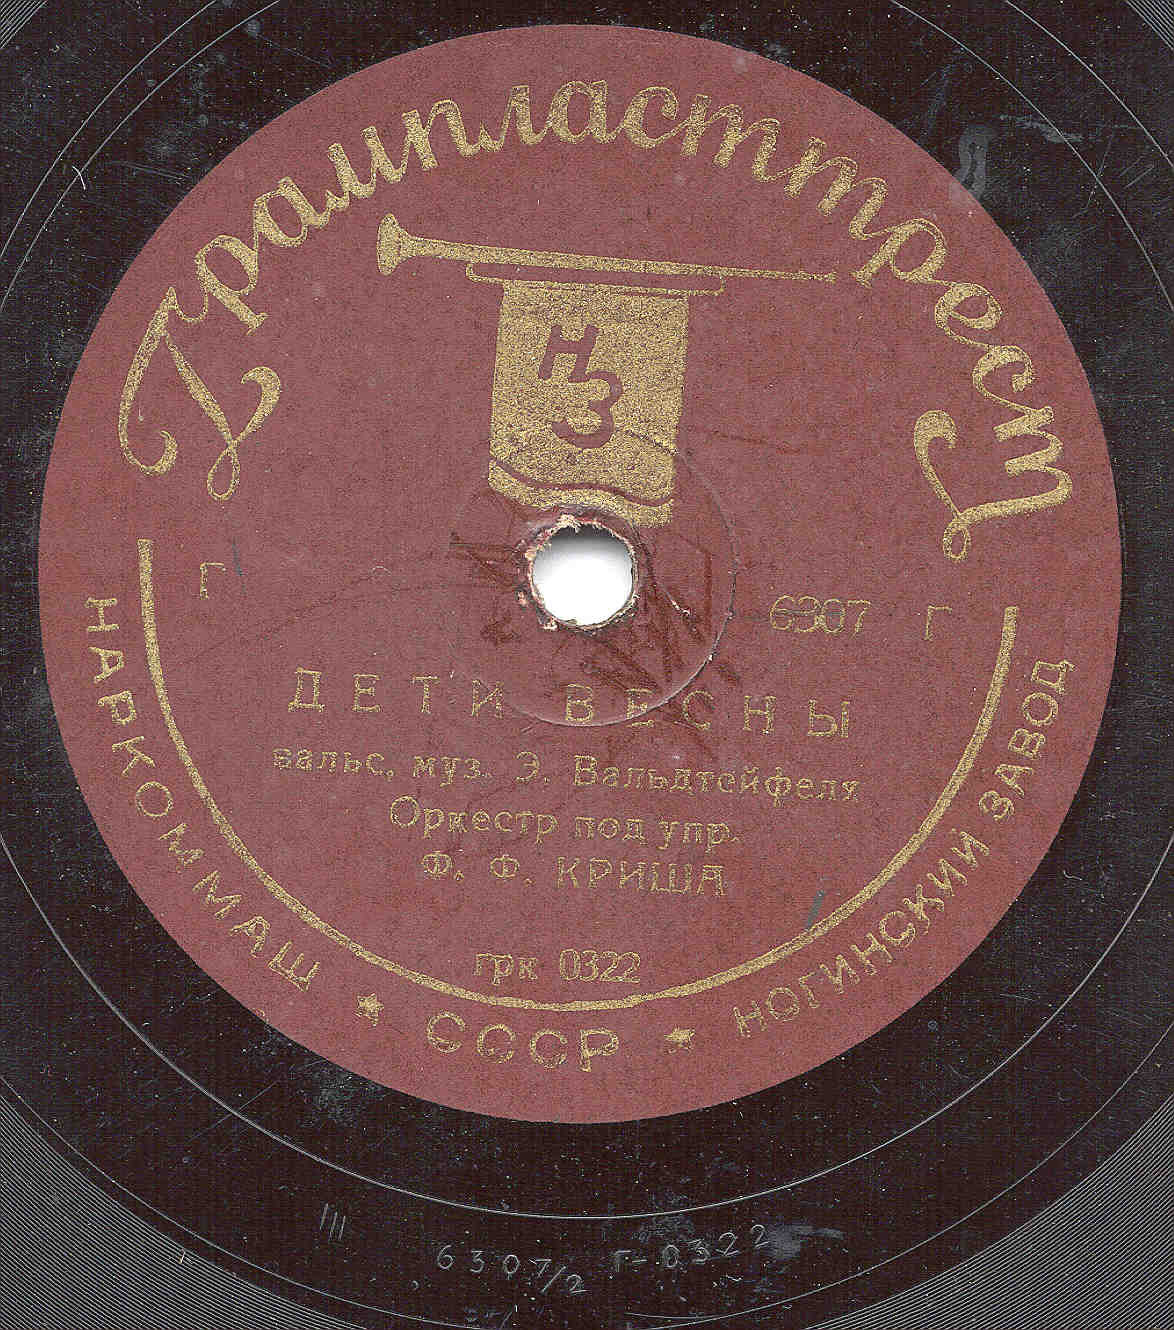 Грампласттрест
НЗ
Г 6307 Г
ДЕТИ ВЕСНЫ
вальс, муз. Э. Вальдтейфеля
Оркестр под упр.
Ф. Ф. КРИША
грк 0322
НАРКОММАШ ★ СССР ★ НОГИНСКИЙ ЗАВОД
III
6307/2 Г-0322